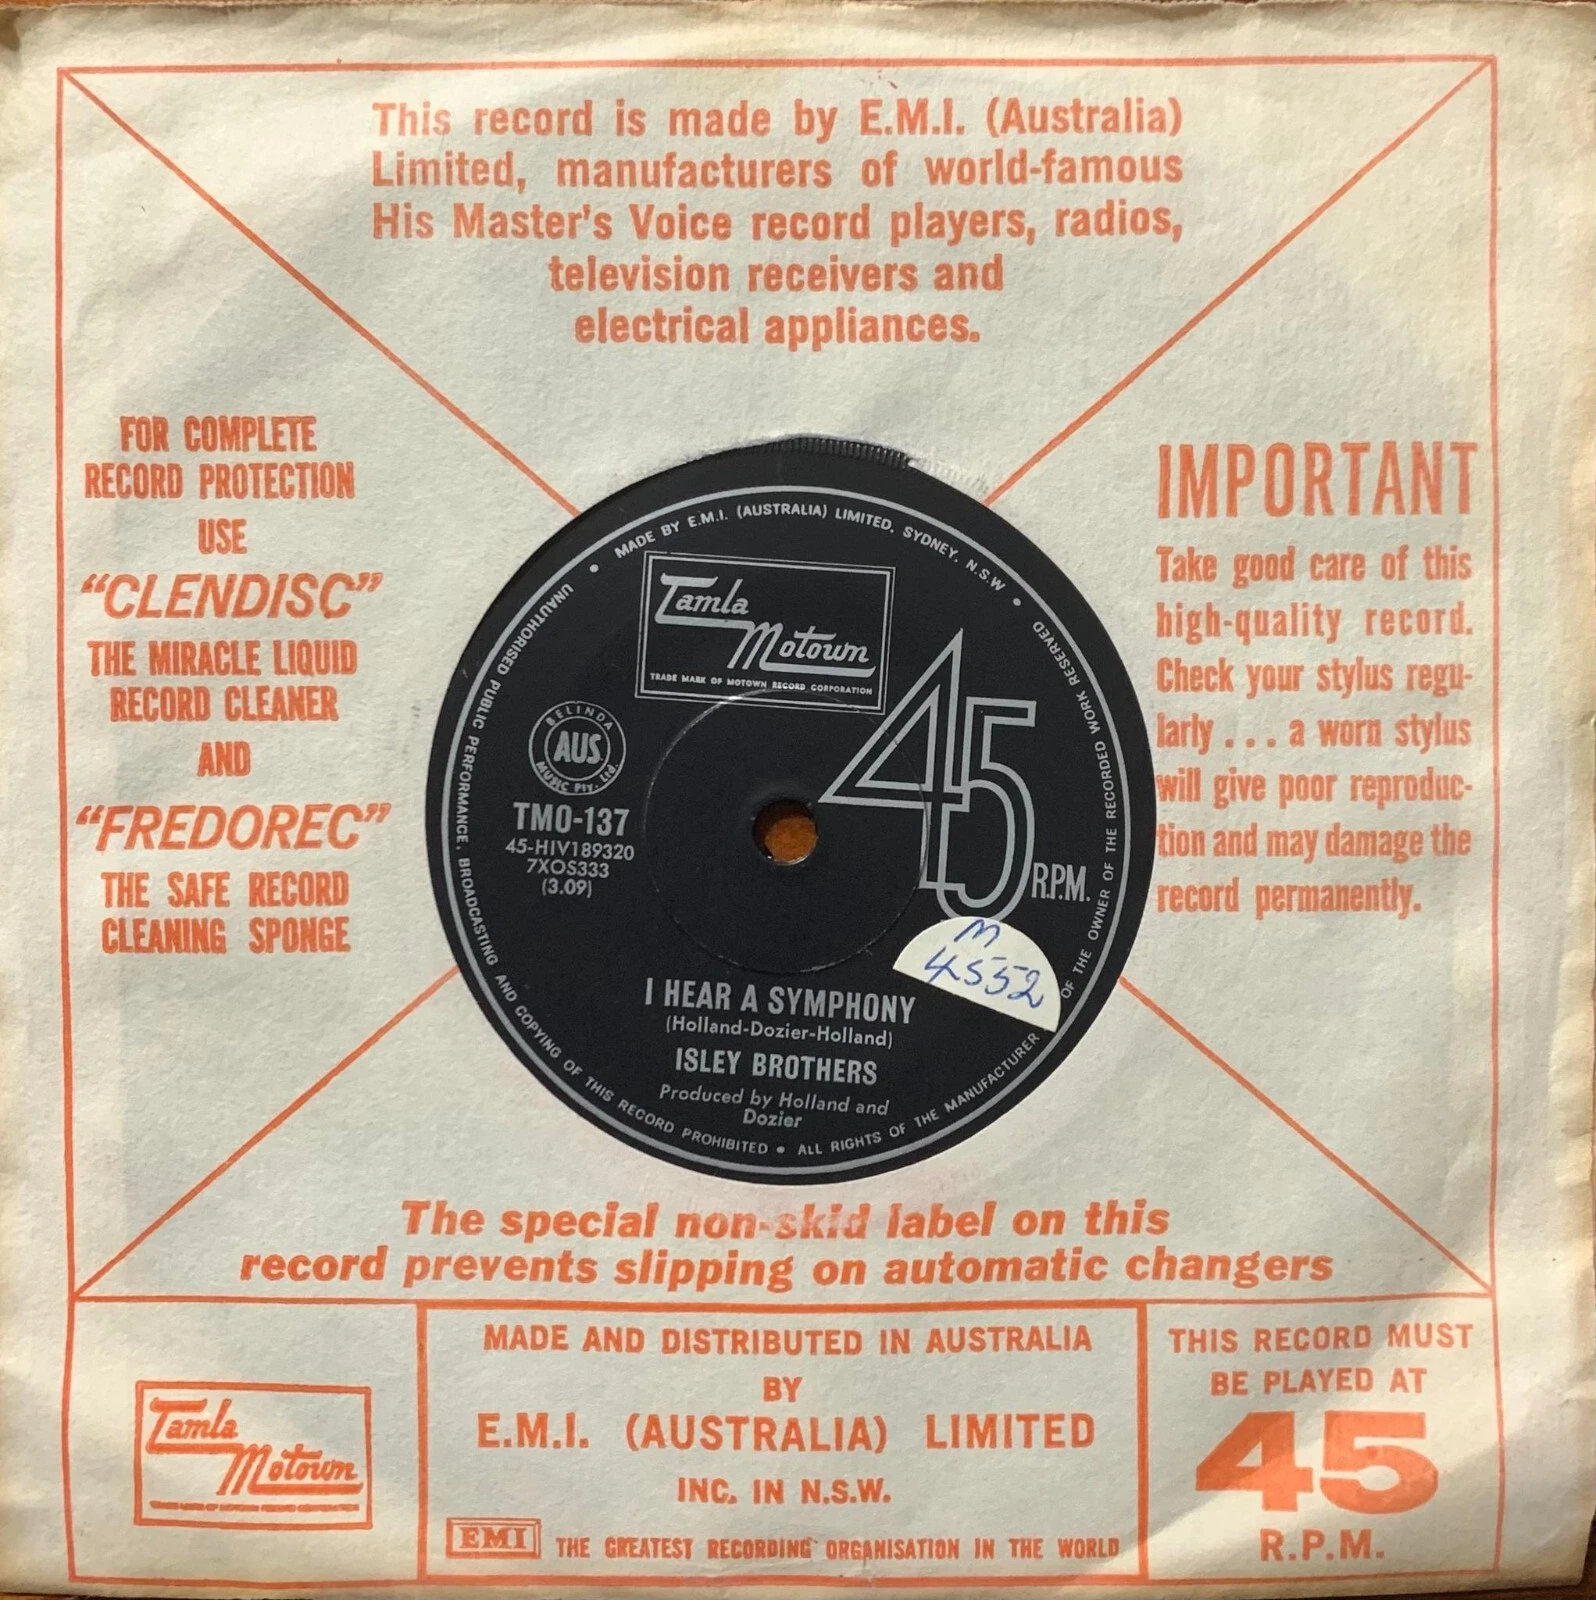 This record is made by E.M.I. (Australia)
Limited, manufacturers of world-famous
His Master's Voice record players, radios,
television receivers and
electrical appliances.
FOR COMPLETE
RECORD PROTECTION
USE
"CLENDISC"
THE MIRACLE LIQUID
RECORD CLEANER
AND
"FREDOREC"
THE SAFE RECORD
CLEANING SPONGE
IMPORTANT
Take good care of this
high-quality record.
Check your stylus regu-
larly . . . a worn stylus
will give poor reproduc-
tion and may damage the
record permanently.
MADE BY E.M.I. (AUSTRALIA) LIMITED, SYDNEY, N.S.W.
UNAUTHORISED PUBLIC PERFORMANCE, BROADCASTING AND COPYING OF THIS RECORD PROHIBITED • ALL RIGHTS OF THE MANUFACTURER
OF THE OWNER OF THE RECORDED WORK RESERVED
Tamla
Motown
TRADE MARK OF MOTOWN RECORD CORPORATION
BELINDA
AUS.
MUSIC Pty. Ltd.
TMO-137
45-HIV189320
7XOS333
(3.09)
45
R.P.M.
M
4552
I HEAR A SYMPHONY
(Holland-Dozier-Holland)
ISLEY BROTHERS
Produced by Holland and
Dozier
The special non-skid label on this
record prevents slipping on automatic changers
Tamla
Motown
TRADE MARK OF MOTOWN RECORD CORPORATION
MADE AND DISTRIBUTED IN AUSTRALIA
BY
E.M.I. (AUSTRALIA) LIMITED
INC. IN N.S.W.
EMI THE GREATEST RECORDING ORGANISATION IN THE WORLD
THIS RECORD MUST
BE PLAYED AT
45
R.P.M.